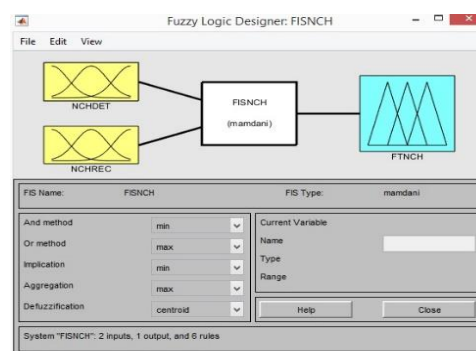 Fuzzy Logic Designer: FISNCH
File Edit View
NCHDET
NCHREC
FISNCH
(mamdani)
FTNCH
FIS Name: FISNCH FIS Type: mamdani
And method min
Or method max
Implication min
Aggregation max
Defuzzification centroid
Current Variable
Name
Type
Range
Help Close
System "FISNCH": 2 inputs, 1 output, and 6 rules